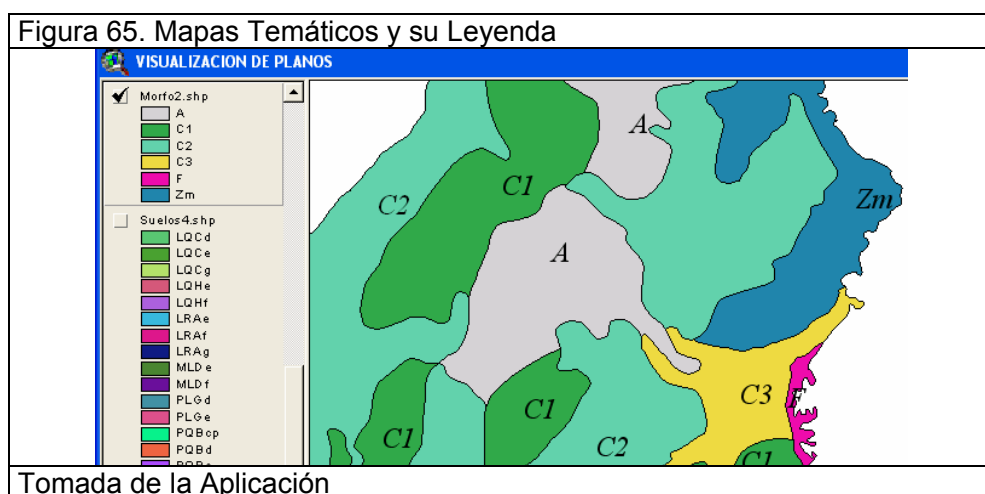 Figura 65. Mapas Temáticos y su Leyenda
VISUALIZACION DE PLANOS
Morfo2.shp
A
C1
C2
C3
F
Zm
Suelos4.shp
LQCd
LQCe
LQCg
LQHe
LQHf
LRAe
LRAf
LRAg
MLDe
MLDf
PLGd
PLGe
PQBcp
PQBd
A
C1
C2
Zm
A
C3
F
C1
C1
C2
C1
Tomada de la Aplicación